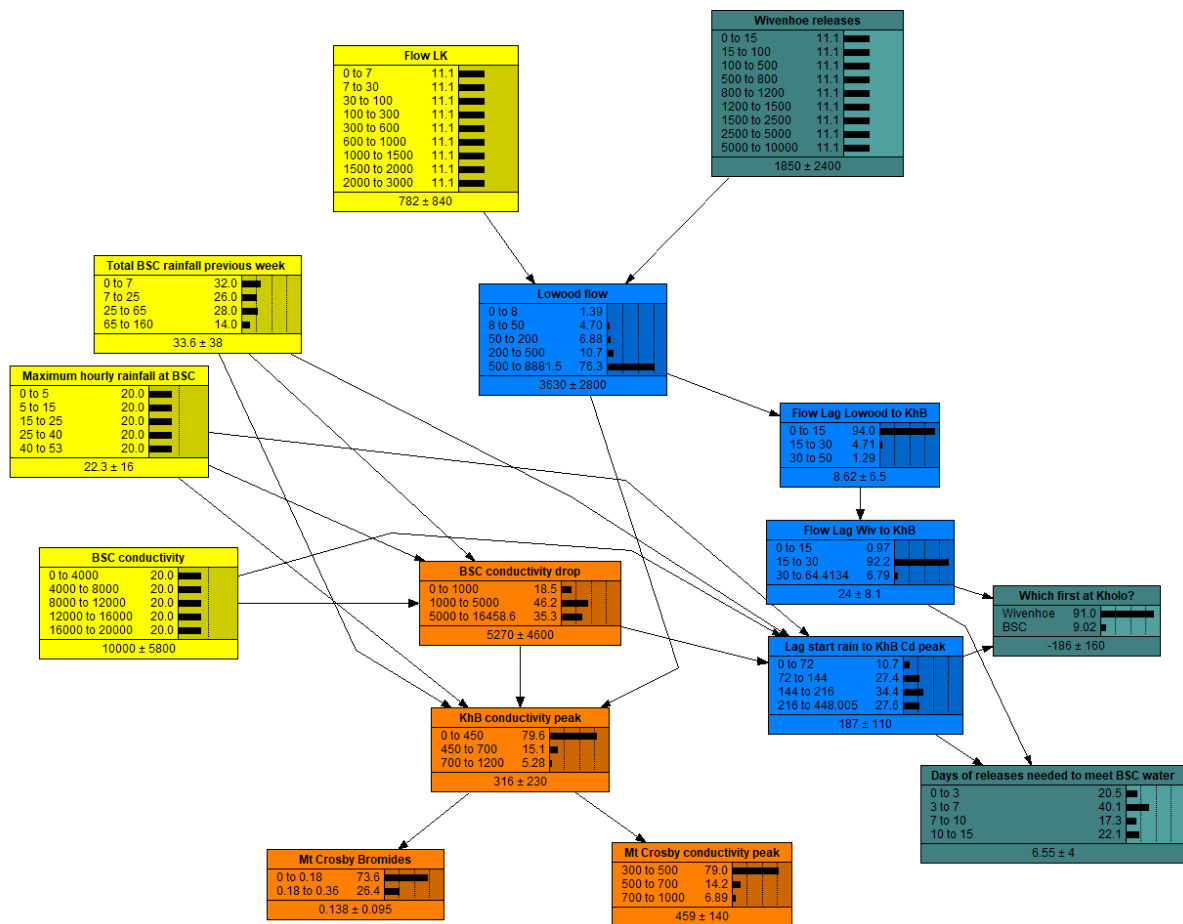 Wivenhoe releases
0 to 15 11.1
15 to 100 11.1
100 to 500 11.1
500 to 800 11.1
800 to 1200 11.1
1200 to 1500 11.1
1500 to 2500 11.1
2500 to 5000 11.1
5000 to 10000 11.1
1850 ± 2400
Flow LK
0 to 7 11.1
7 to 30 11.1
30 to 100 11.1
100 to 300 11.1
300 to 600 11.1
600 to 1000 11.1
1000 to 1500 11.1
1500 to 2000 11.1
2000 to 3000 11.1
782 ± 840
Total BSC rainfall previous week
0 to 7 32.0
7 to 25 26.0
25 to 65 28.0
65 to 160 14.0
33.6 ± 38
Lowood flow
0 to 8 1.39
8 to 50 4.70
50 to 200 6.88
200 to 500 10.7
500 to 8881.5 76.3
3630 ± 2800
Maximum hourly rainfall at BSC
0 to 5 20.0
5 to 15 20.0
15 to 25 20.0
25 to 40 20.0
40 to 53 20.0
22.3 ± 16
Flow Lag Lowood to KhB
0 to 15 94.0
15 to 30 4.71
30 to 50 1.29
8.62 ± 6.5
Flow Lag Wiv to KhB
0 to 15 0.97
15 to 30 92.2
30 to 64.4134 6.79
24 ± 8.1
BSC conductivity
0 to 4000 20.0
4000 to 8000 20.0
8000 to 12000 20.0
12000 to 16000 20.0
16000 to 20000 20.0
10000 ± 5800
BSC conductivity drop
0 to 1000 18.5
1000 to 5000 46.2
5000 to 16458.6 35.3
5270 ± 4600
Which first at Kholo?
Wivenhoe 91.0
BSC 9.02
-186 ± 160
Lag start rain to KhB Cd peak
0 to 72 10.7
72 to 144 27.4
144 to 216 34.4
216 to 448.005 27.6
187 ± 110
KhB conductivity peak
0 to 450 79.6
450 to 700 15.1
700 to 1200 5.28
316 ± 230
Days of releases needed to meet BSC water
0 to 3 20.5
3 to 7 40.1
7 to 10 17.3
10 to 15 22.1
6.55 ± 4
Mt Crosby Bromides
0 to 0.18 73.6
0.18 to 0.36 26.4
0.138 ± 0.095
Mt Crosby conductivity peak
300 to 500 79.0
500 to 700 14.2
700 to 1000 6.89
459 ± 140